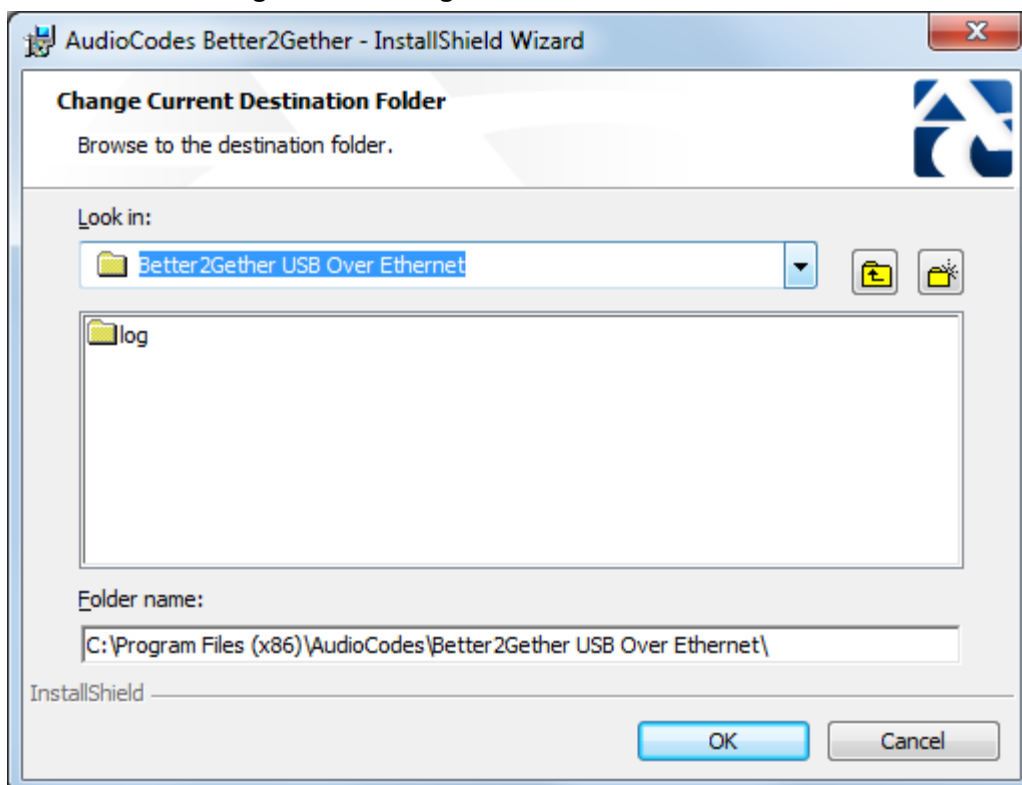 AudioCodes Better2Gether - InstallShield Wizard
Change Current Destination Folder
Browse to the destination folder.
Look in:
Better2Gether USB Over Ethernet
log
Folder name:
C:\Program Files (x86)\AudioCodes\Better2Gether USB Over Ethernet\
InstallShield
OK Cancel